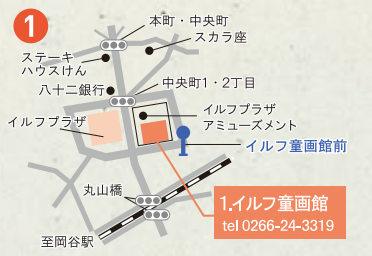 1
本町・中央町
スカラ座
ステーキ
ハウスけん
中央町1・2丁目
八十二銀行
イルフプラザ
アミューズメント
イルフプラザ
イルフ童画館前
丸山橋
1.イルフ童画館
tel 0266-24-3319
至岡谷駅